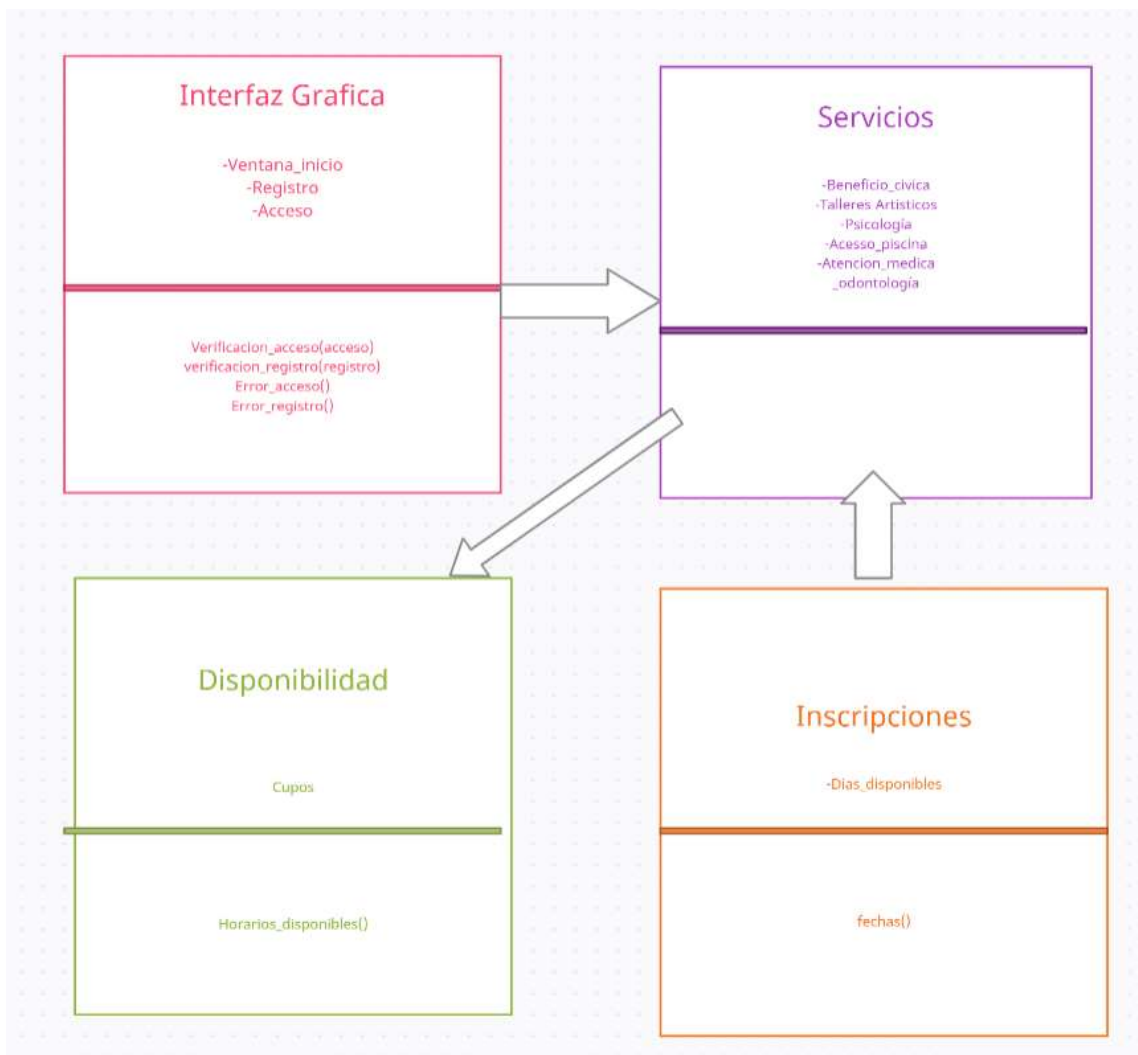 Interfaz Grafica
-Ventana_inicio
-Registro
-Acceso
Verificacion_acceso(acceso)
verificacion_registro(registro)
Error_acceso()
Error_registro()
Servicios
-Beneficio_civica
-Talleres Artisticos
-Psicología
-Acesso_piscina
-Atencion_medica
_odontología
Disponibilidad
Cupos
Horarios_disponibles()
Inscripciones
-Dias_disponibles
fechas()